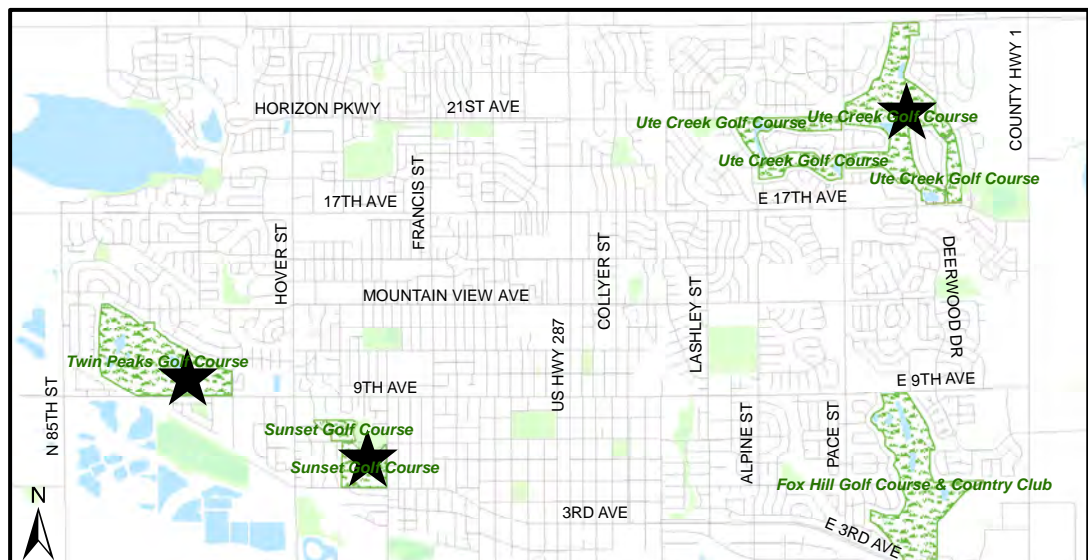 COUNTY HWY 1
HORIZON PKWY
21ST AVE
Ute Creek Golf Course
Ute Creek Golf Course
Ute Creek Golf Course
Ute Creek Golf Course
17TH AVE
FRANCIS ST
E 17TH AVE
HOVER ST
COLLYER ST
DEERWOOD DR
MOUNTAIN VIEW AVE
LASHLEY ST
US HWY 287
Twin Peaks Golf Course
N 85TH ST
9TH AVE
E 9TH AVE
Sunset Golf Course
Sunset Golf Course
ALPINE ST
PACE ST
Fox Hill Golf Course & Country Club
N
3RD AVE
E 3RD AVE